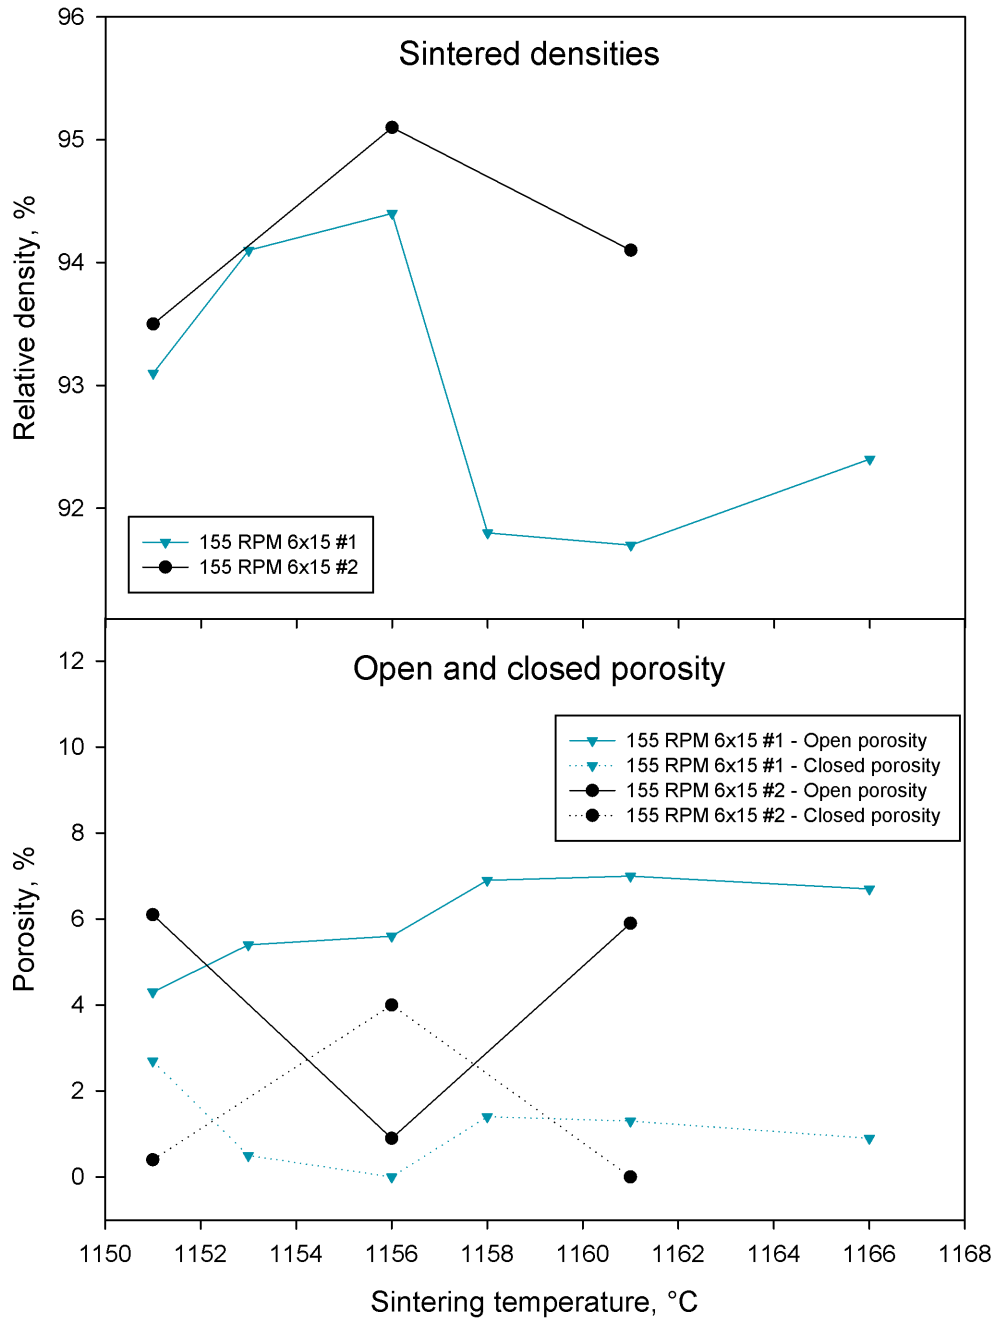 96
Sintered densities
95
94
93
92
Relative density, %
155 RPM 6x15 #1
155 RPM 6x15 #2
Open and closed porosity
12
10
8
6
4
2
0
Porosity, %
155 RPM 6x15 #1 - Open porosity
155 RPM 6x15 #1 - Closed porosity
155 RPM 6x15 #2 - Open porosity
155 RPM 6x15 #2 - Closed porosity
1150 1152 1154 1156 1158 1160 1162 1164 1166 1168
Sintering temperature, °C